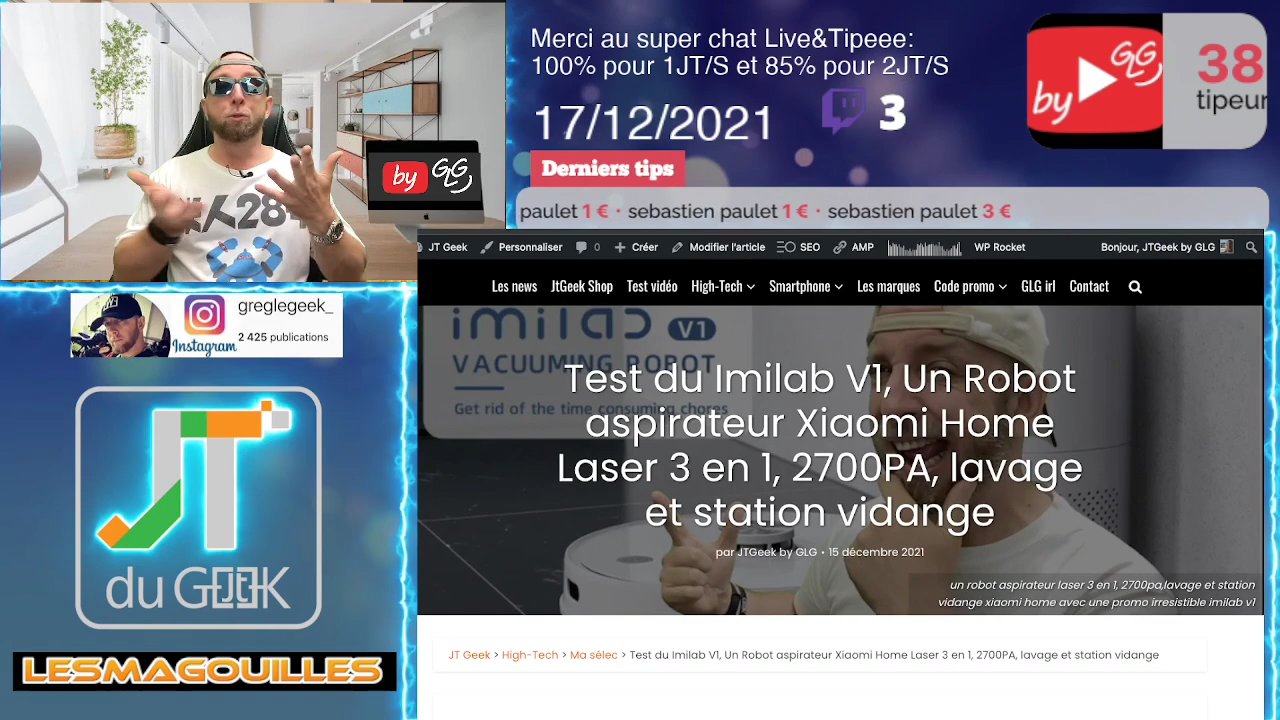 Merci au super chat Live&Tipeee:
100% pour 1JT/S et 85% pour 2JT/S
17/12/2021
3
by GLG
38
tipeur
Derniers tips
paulet 1 € · sebastien paulet 1 € · sebastien paulet 3 €
284
by GLG
JT Geek Personnaliser 0 Créer Modifier l'article SEO AMP WP Rocket Bonjour, JTGeek by GLG
Les news JtGeek Shop Test vidéo High-Tech Smartphone Les marques Code promo GLG irl Contact
imilab V1
VACUUMING ROBOT
Get rid of the time consuming chores
Test du Imilab V1, Un Robot
aspirateur Xiaomi Home
Laser 3 en 1, 2700PA, lavage
et station vidange
par JTGeek by GLG • 15 décembre 2021
un robot aspirateur laser 3 en 1, 2700pa,lavage et station
vidange xiaomi home avec une promo irresistible imilab v1
JT Geek > High-Tech > Ma sélec > Test du Imilab V1, Un Robot aspirateur Xiaomi Home Laser 3 en 1, 2700PA, lavage et station vidange
greglegeek_
2 425 publications
Instagram
JT
du GEEK
LESMAGOUILLES